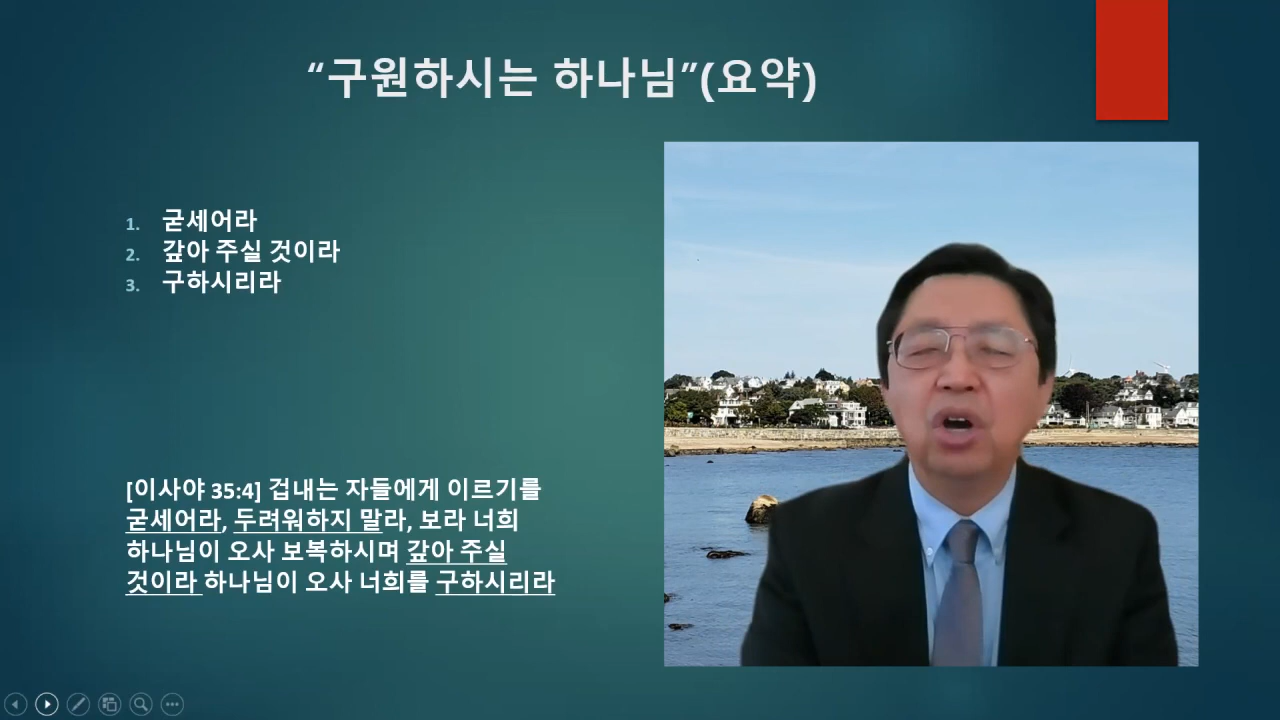 “구원하시는 하나님”(요약)
1. 굳세어라
2. 갚아 주실 것이라
3. 구하시리라
[이사야 35:4] 겁내는 자들에게 이르기를
굳세어라, 두려워하지 말라, 보라 너희
하나님이 오사 보복하시며 갚아 주실
것이라 하나님이 오사 너희를 구하시리라